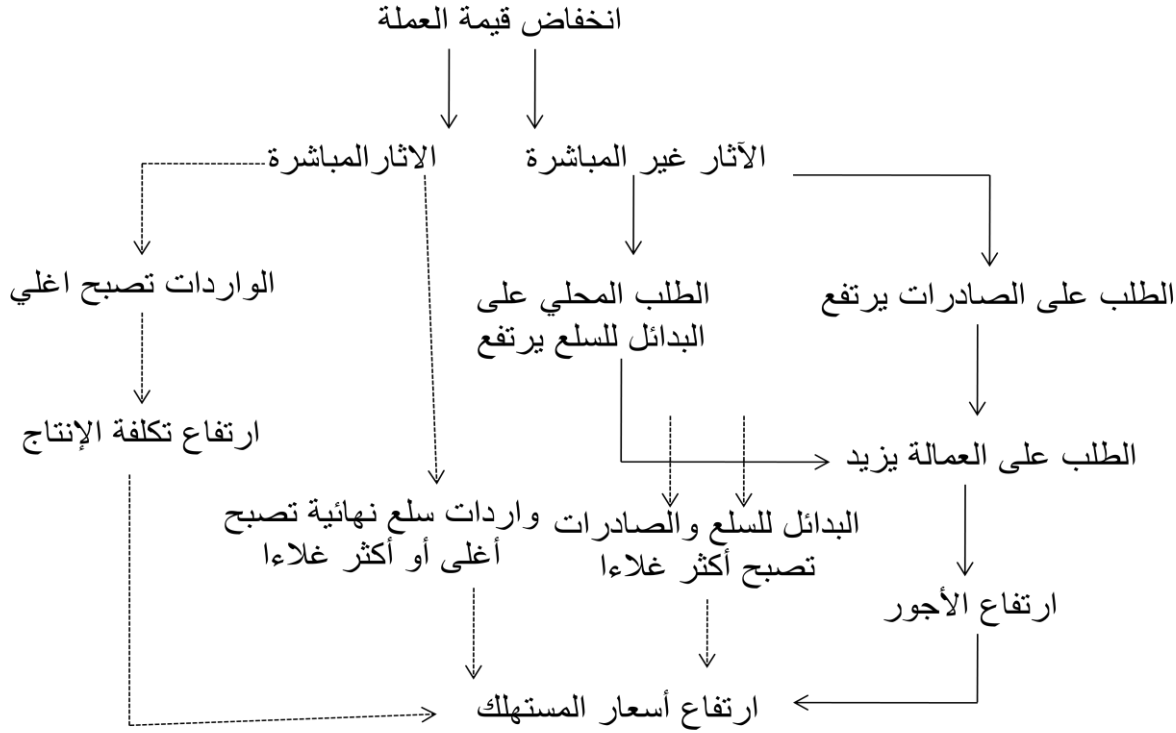 انخفاض قيمة العملة
الآثار غير المباشرة
الاثارالمباشرة
الطلب على الصادرات يرتفع
الطلب المحلي على
البدائل للسلع يرتفع
الواردات تصبح اغلي
الطلب على العمالة يزيد
ارتفاع تكلفة الإنتاج
البدائل للسلع والصادرات
تصبح أكثر غلاءا
واردات سلع نهائية تصبح
أغلى أو أكثر غلاءا
ارتفاع الأجور
ارتفاع أسعار المستهلك